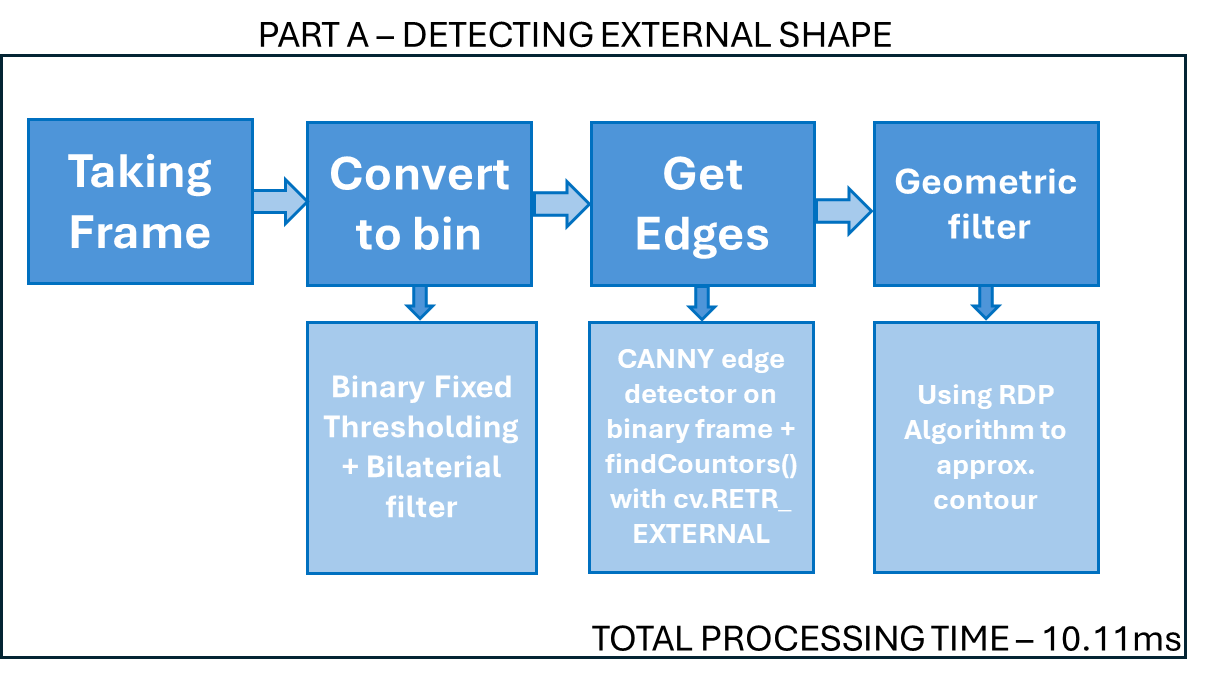 PART A – DETECTING EXTERNAL SHAPE
Taking
Frame
Convert
to bin
Get
Edges
Geometric
filter
Binary Fixed
Thresholding
+ Bilaterial
filter
CANNY edge
detector on
binary frame +
findCountors()
with cv.RETR_
EXTERNAL
Using RDP
Algorithm to
approx.
contour
TOTAL PROCESSING TIME – 10.11ms